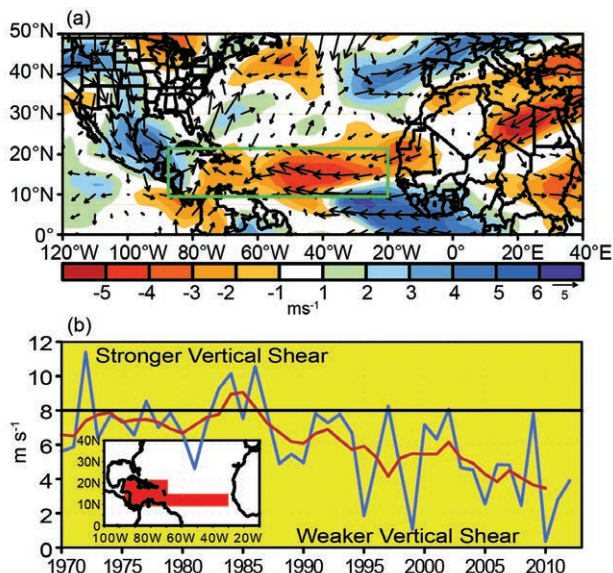 (a)
50°N
40°N
30°N
20°N
10°N
0°
120°W 100°W 80°W 60°W 40°W 20°W 0°W 20°E 40°E
-5 -4 -3 -2 -1 1 2 3 4 5 6 5
ms-1
(b)
12
10
8
6
4
2
0
m s-1
Stronger Vertical Shear
40N
30N
20N
10N
0
100W 80W 60W 40W 20W 10W
Weaker Vertical Shear
1970 1975 1980 1985 1990 1995 2000 2005 2010